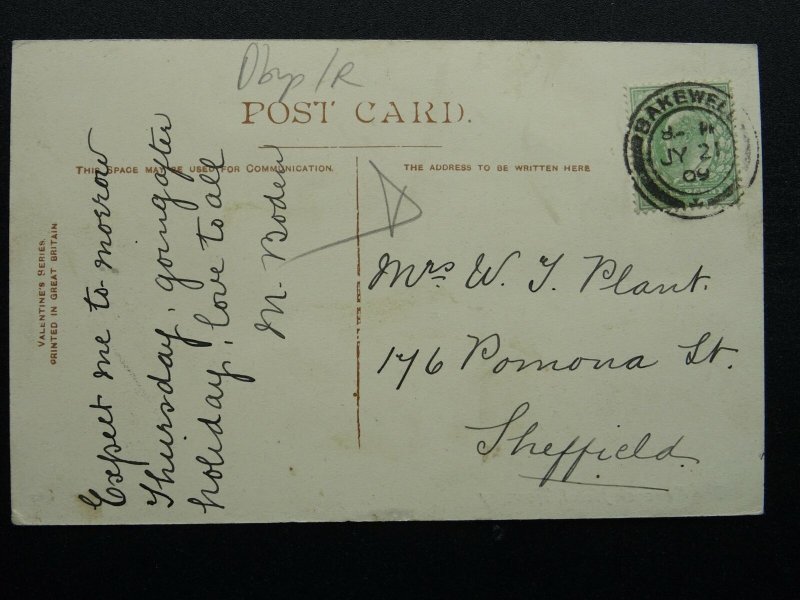 Dbys/R
POST CARD.
THIS SPACE MAY BE USED FOR COMMUNICATION.
THE ADDRESS TO BE WRITTEN HERE
VALENTINE'S SERIES.
PRINTED IN GREAT BRITAIN
Expect me to-morrow
Thursday, going after
holiday, love to all
M. Boden
Mrs W. T. Plant.
176 Pomona St.
Sheffield.
BAKEWELL
JY 21
09